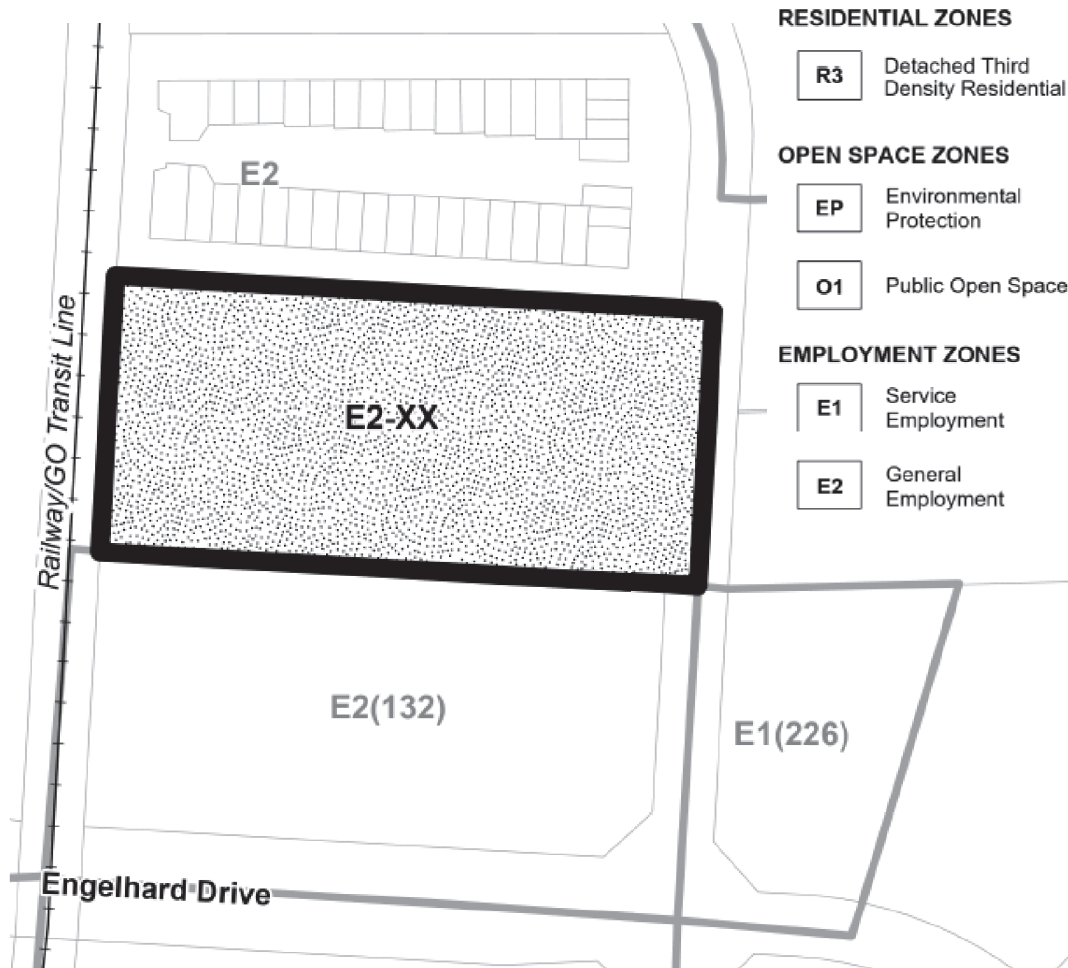 RESIDENTIAL ZONES
R3
Detached Third
Density Residential
OPEN SPACE ZONES
EP
Environmental
Protection
O1
Public Open Space
EMPLOYMENT ZONES
E1
Service
Employment
E2
General
Employment
E2
Railway/GO Transit Line
E2-XX
E2(132)
E1(226)
Engelhard Drive